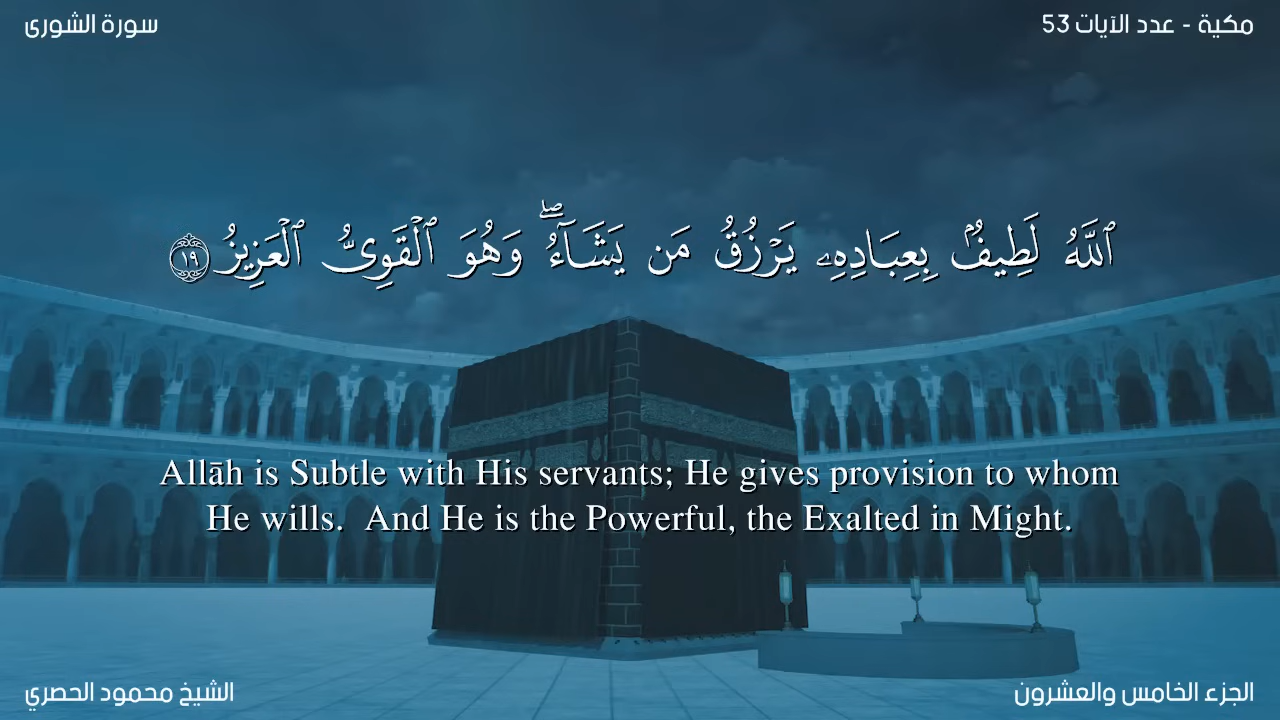 سورة الشورى
مكية - عدد الآيات 53
ٱللَّهُ لَطِيفٌۢ بِعِبَادِهِۦ يَرۡزُقُ مَن يَشَآءُۖ وَهُوَ ٱلۡقَوِىُّ ٱلۡعَزِيزُ ١٩
Allāh is Subtle with His servants; He gives provision to whom
He wills.  And He is the Powerful, the Exalted in Might.
الشيخ محمود الحصري
الجزء الخامس والعشرون